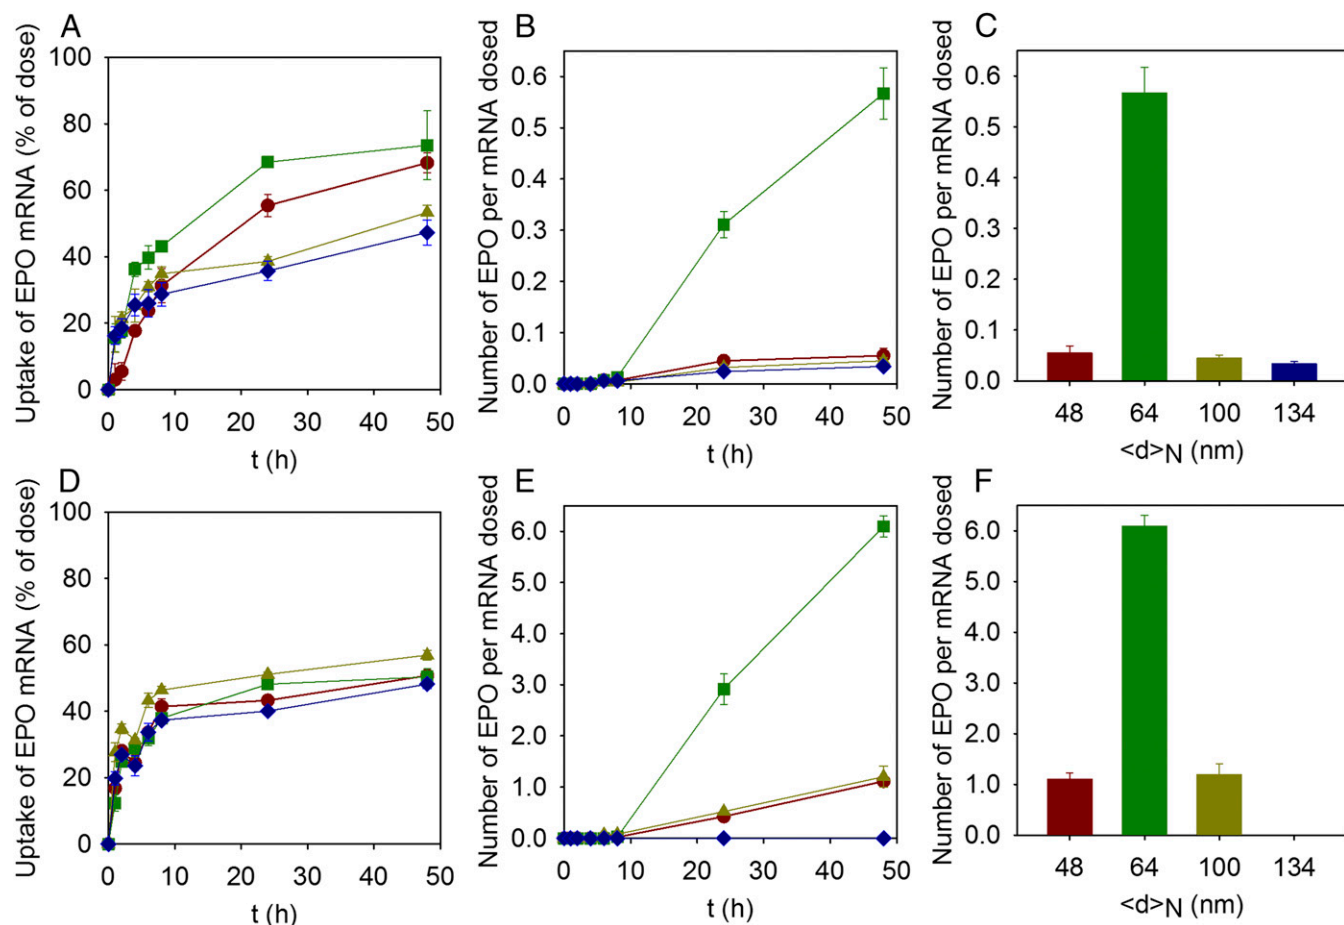 A
Uptake of EPO mRNA (% of dose)
100
80
60
40
20
0
0 10 20 30 40 50
t (h)
B
Number of EPO per mRNA dosed
0.6
0.5
0.4
0.3
0.2
0.1
0.0
0 10 20 30 40 50
t (h)
C
Number of EPO per mRNA dosed
0.6
0.5
0.4
0.3
0.2
0.1
0.0
48 64 100 134
<d>N (nm)
D
Uptake of EPO mRNA (% of dose)
100
80
60
40
20
0
0 10 20 30 40 50
t (h)
E
Number of EPO per mRNA dosed
6.0
5.0
4.0
3.0
2.0
1.0
0.0
0 10 20 30 40 50
t (h)
F
Number of EPO per mRNA dosed
6.0
5.0
4.0
3.0
2.0
1.0
0.0
48 64 100 134
<d>N (nm)